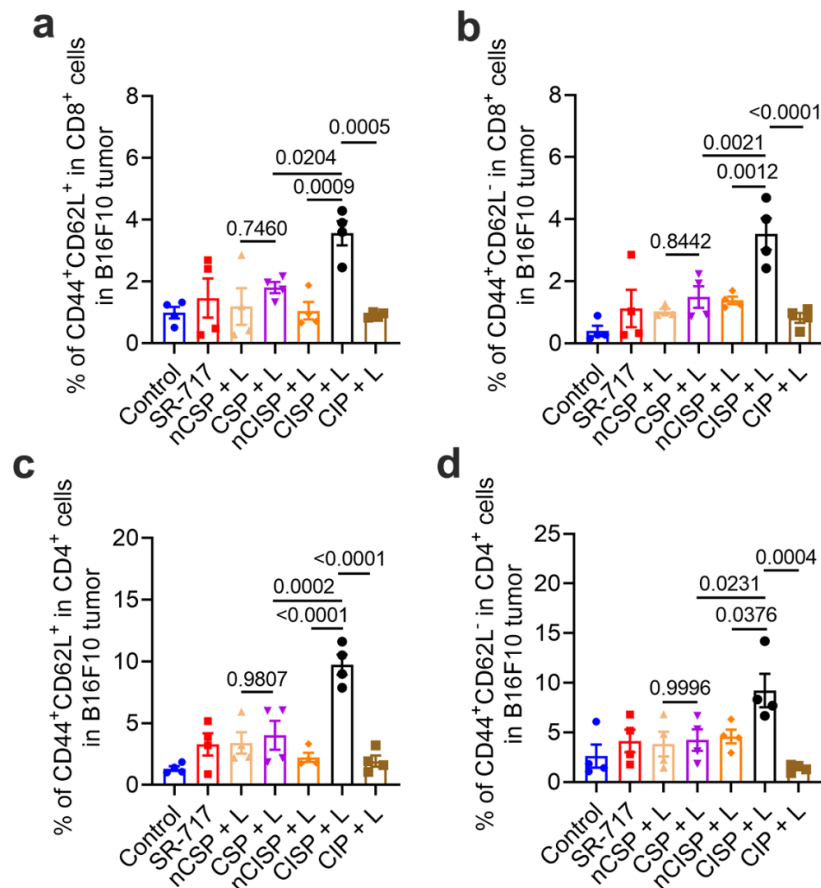 a
% of CD44⁺CD62L⁺ in CD8⁺ cells
in B16F10 tumor
8
6
4
2
0
0.0005
0.0204
0.0009
0.7460
Control
SR-717
nCSP + L
CSP + L
nCISP + L
CISP + L
CIP + L
b
% of CD44⁺CD62L⁻ in CD8⁺ cells
in B16F10 tumor
8
6
4
2
0
<0.0001
0.0021
0.0012
0.8442
Control
SR-717
nCSP + L
CSP + L
nCISP + L
CISP + L
CIP + L
c
% of CD44⁺CD62L⁺ in CD4⁺ cells
in B16F10 tumor
20
15
10
5
0
<0.0001
0.0002
<0.0001
0.9807
Control
SR-717
nCSP + L
CSP + L
nCISP + L
CISP + L
CIP + L
d
% of CD44⁺CD62L⁻ in CD4⁺ cells
in B16F10 tumor
25
20
15
10
5
0
0.0004
0.0231
0.0376
0.9996
Control
SR-717
nCSP + L
CSP + L
nCISP + L
CISP + L
CIP + L